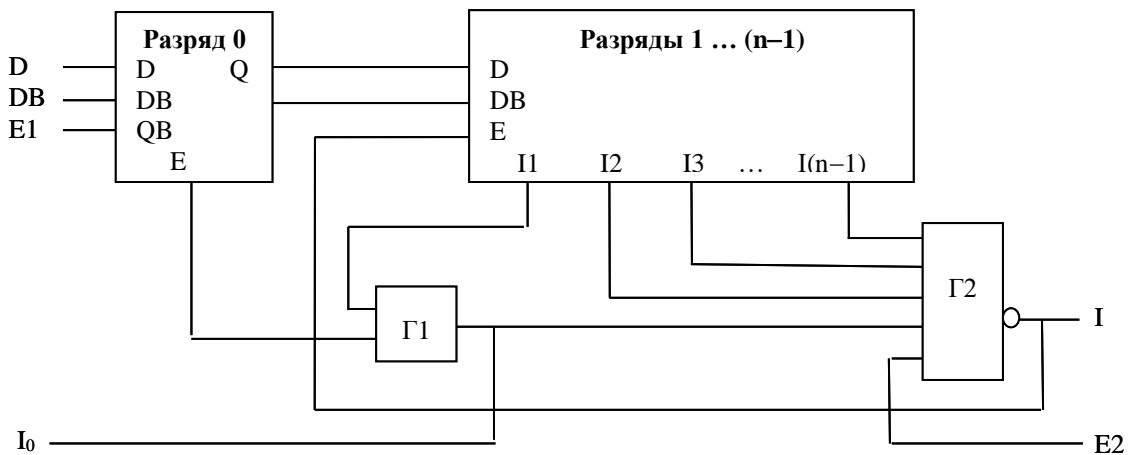 Разряд 0
Разряды 1 … (n–1)
D
D
Q
D
DB
DB
DB
E1
QB
E
E
I1
I2
I3
…
I(n–1)
Г2
I
Г1
I₀
E2